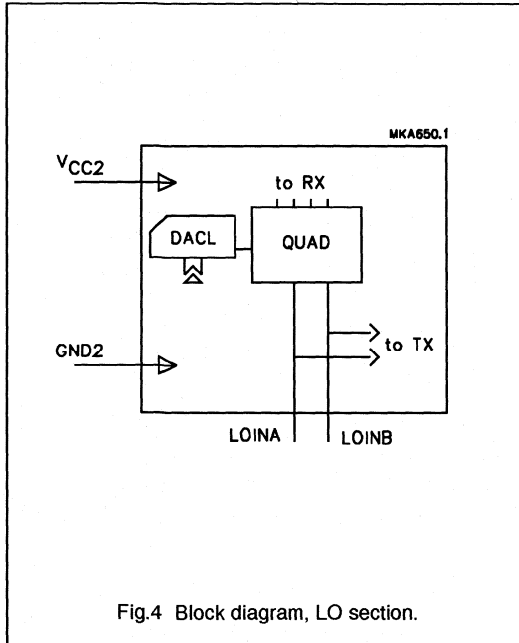 MKA650.1
VCC2
to RX
DACL
QUAD
GND2
to TX
LOINA
LOINB
Fig.4 Block diagram, LO section.